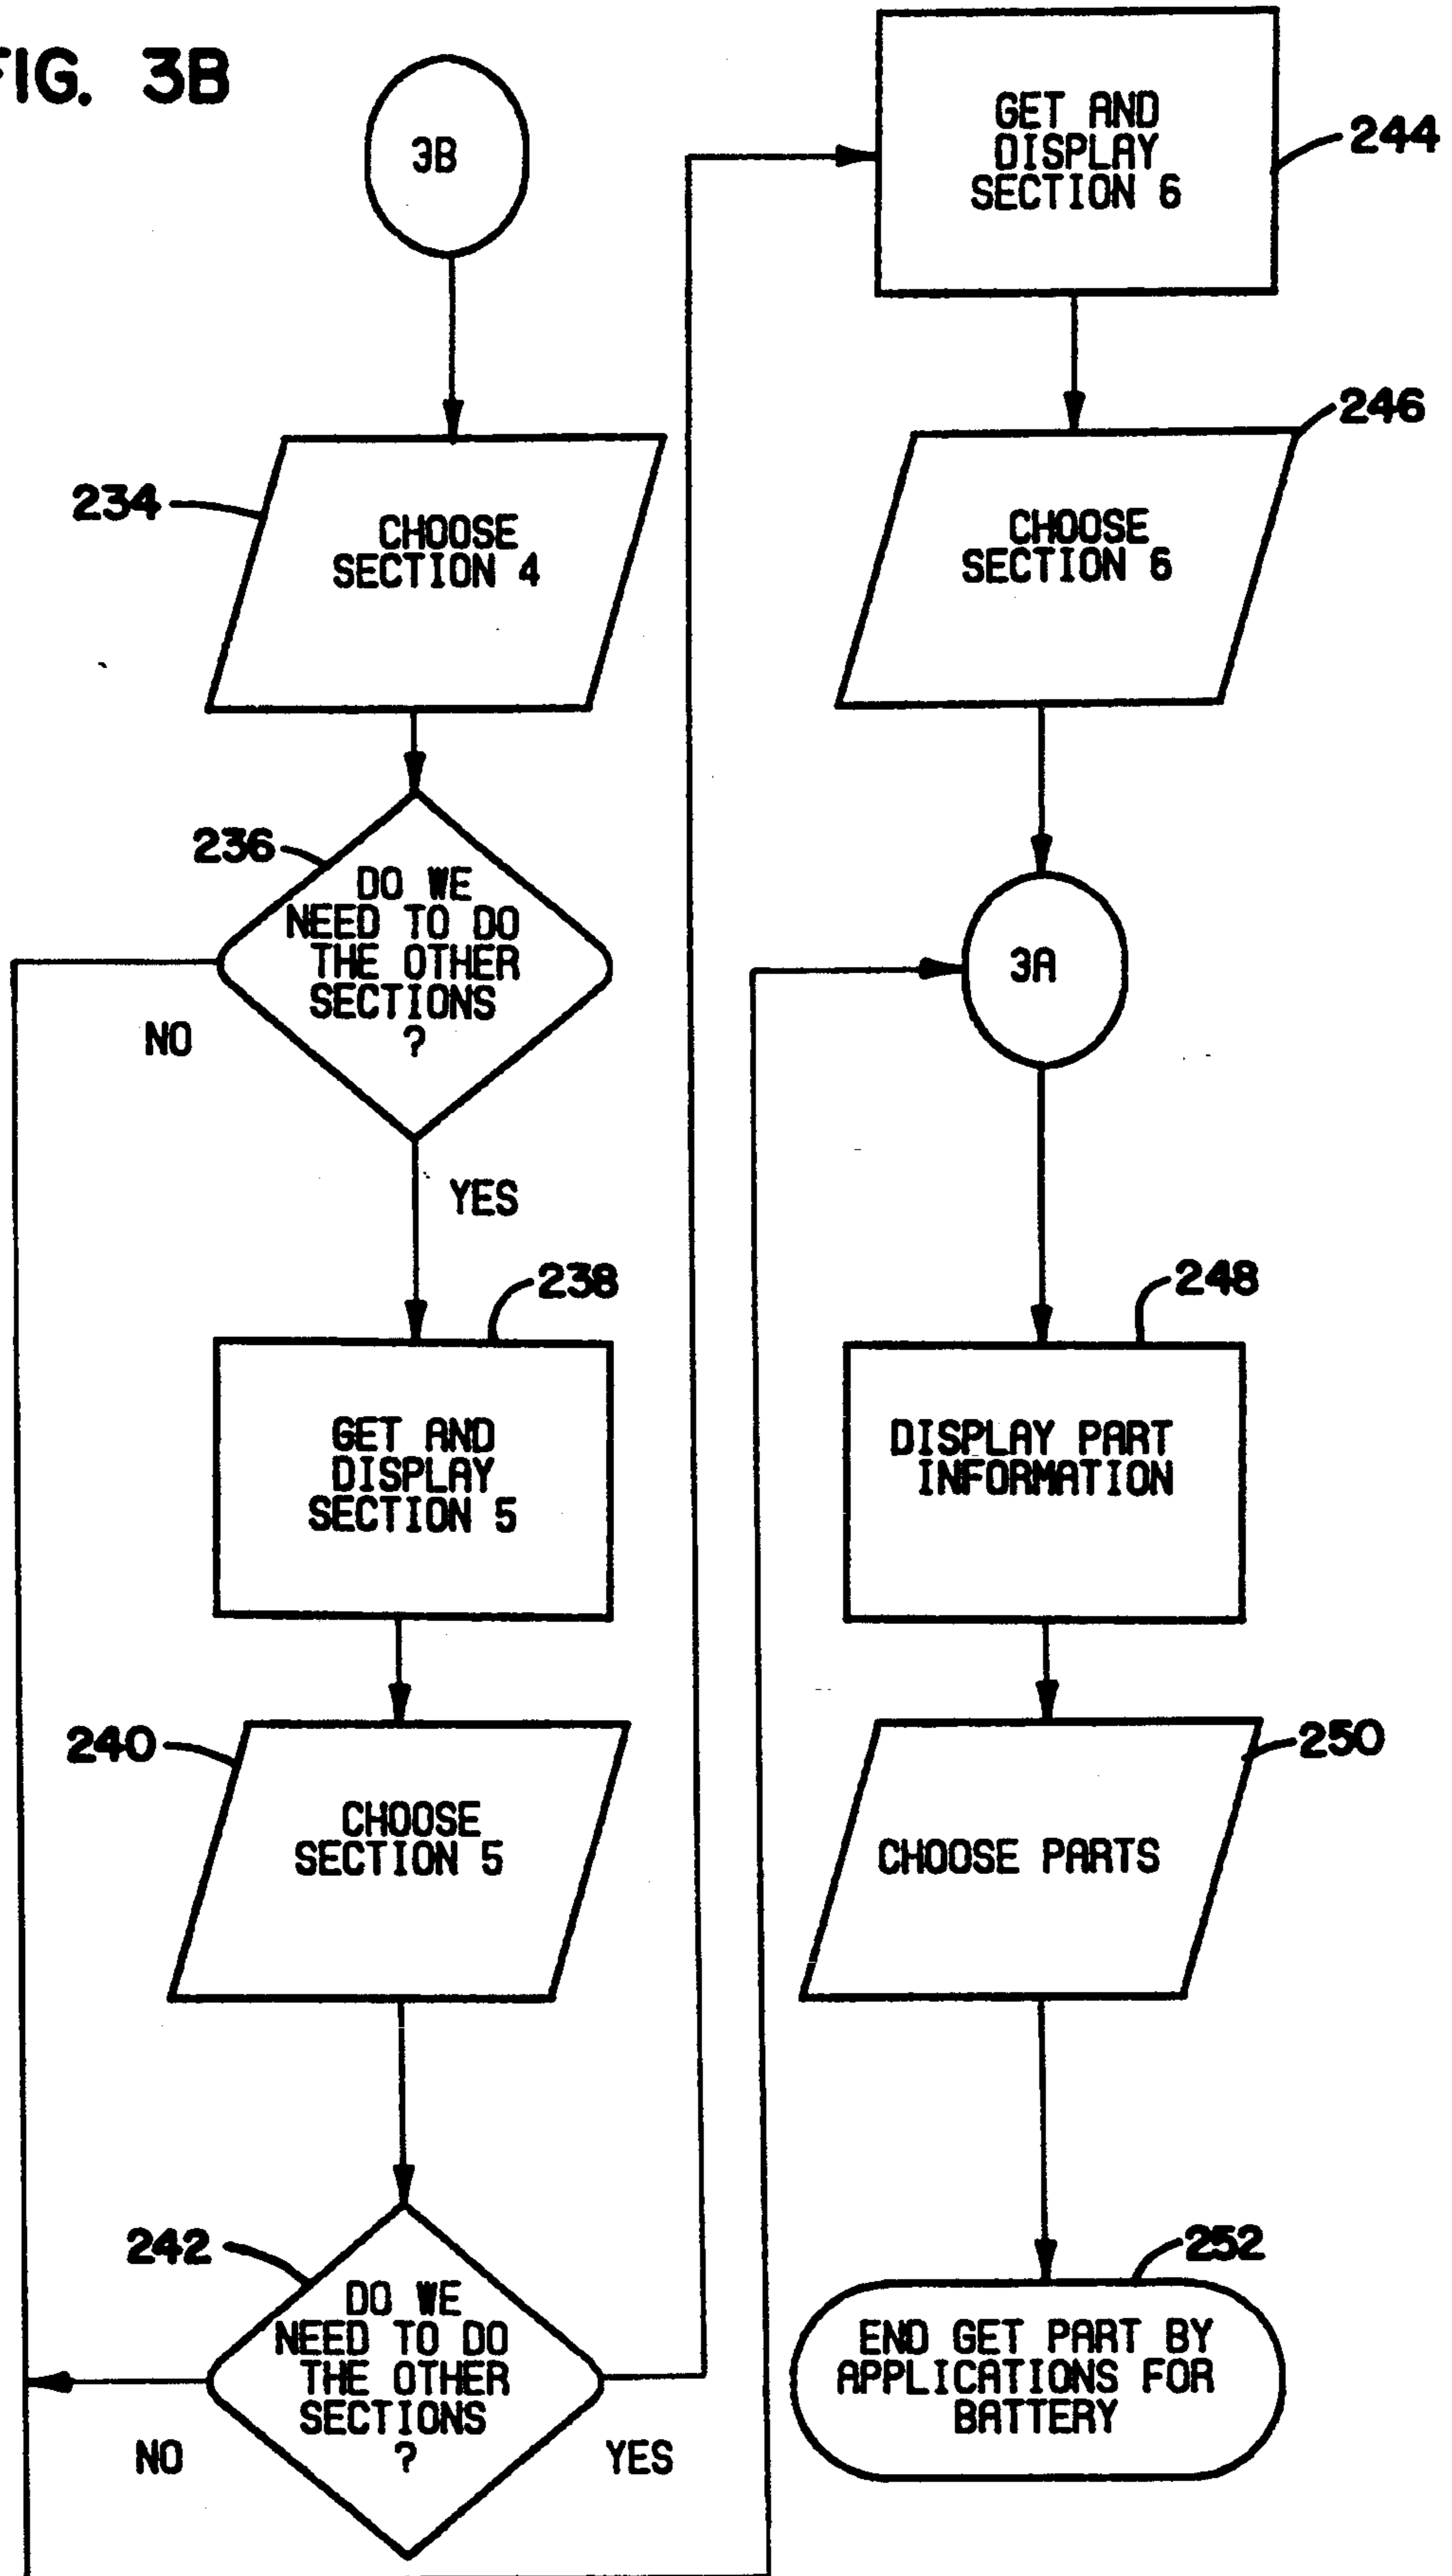 FIG. 3B
3B
234
CHOOSE
SECTION 4
236
DO WE
NEED TO DO
THE OTHER
SECTIONS
?
NO
YES
238
GET AND
DISPLAY
SECTION 5
240
CHOOSE
SECTION 5
242
DO WE
NEED TO DO
THE OTHER
SECTIONS
?
NO
YES
GET AND
DISPLAY
SECTION 6
244
246
CHOOSE
SECTION 6
3A
248
DISPLAY PART
INFORMATION
250
CHOOSE PARTS
252
END GET PART BY
APPLICATIONS FOR
BATTERY